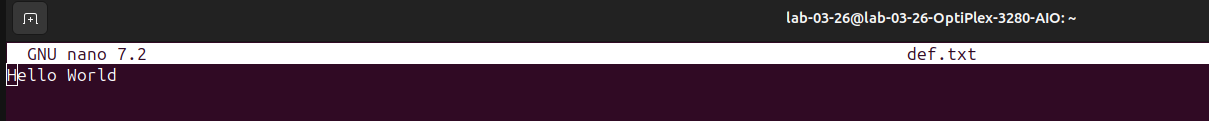 lab-03-26@lab-03-26-OptiPlex-3280-AIO: ~
GNU nano 7.2 def.txt
Hello World